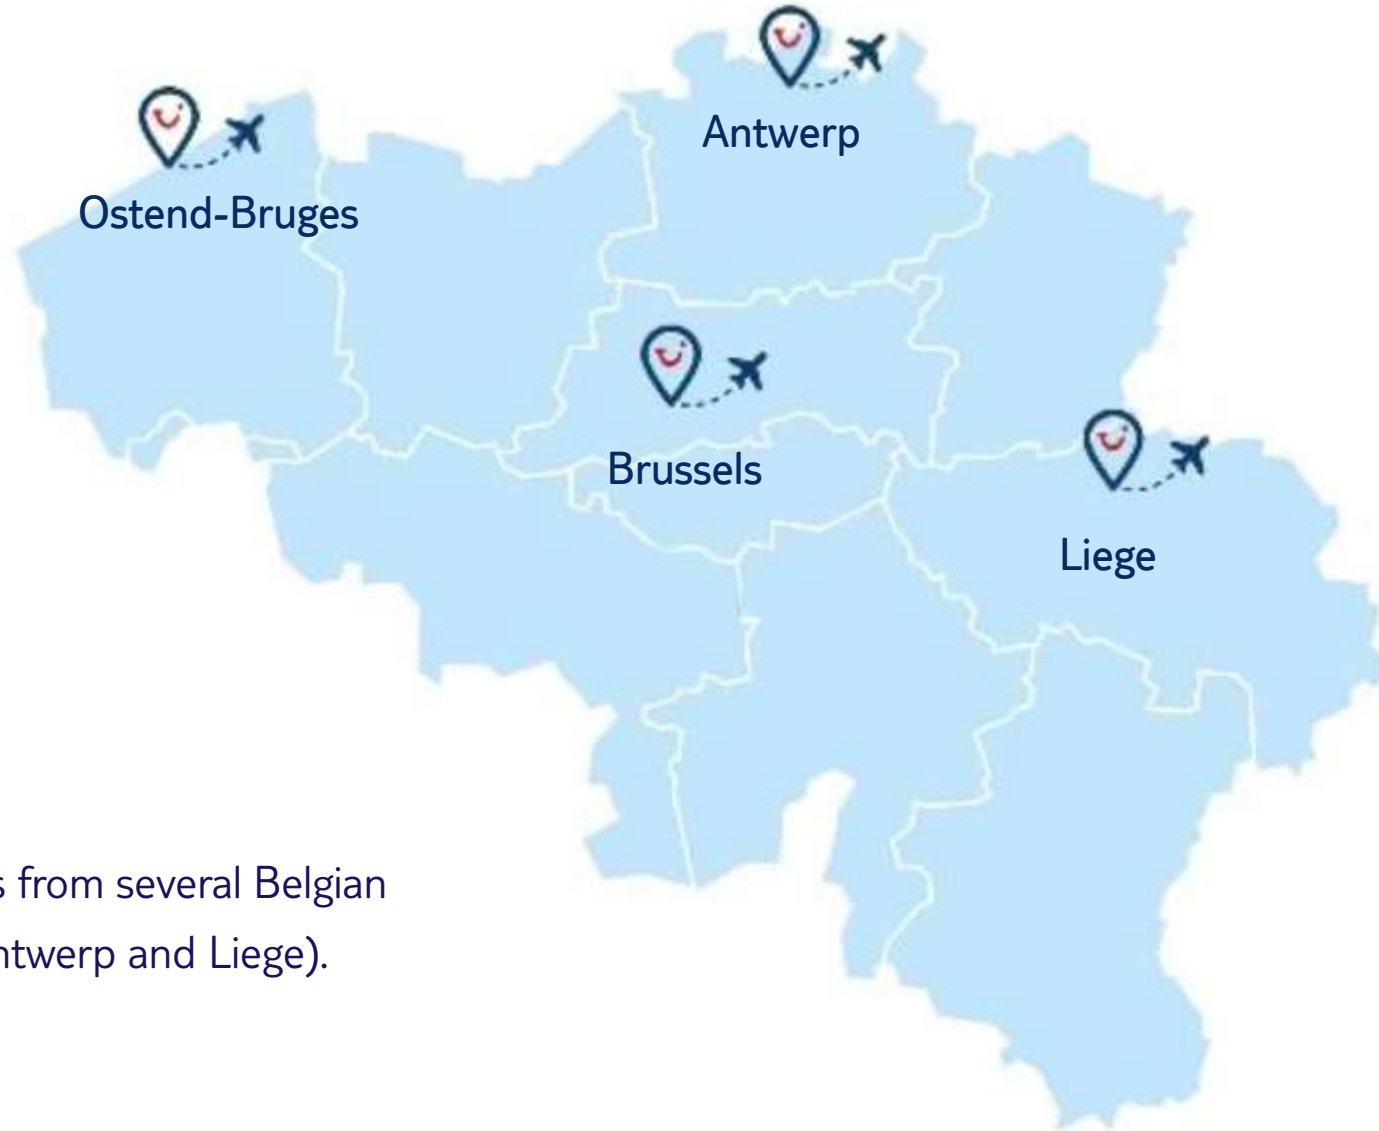 Antwerp
Ostend-Bruges
Brussels
Liege
s from several Belgian
ntwerp and Liege).